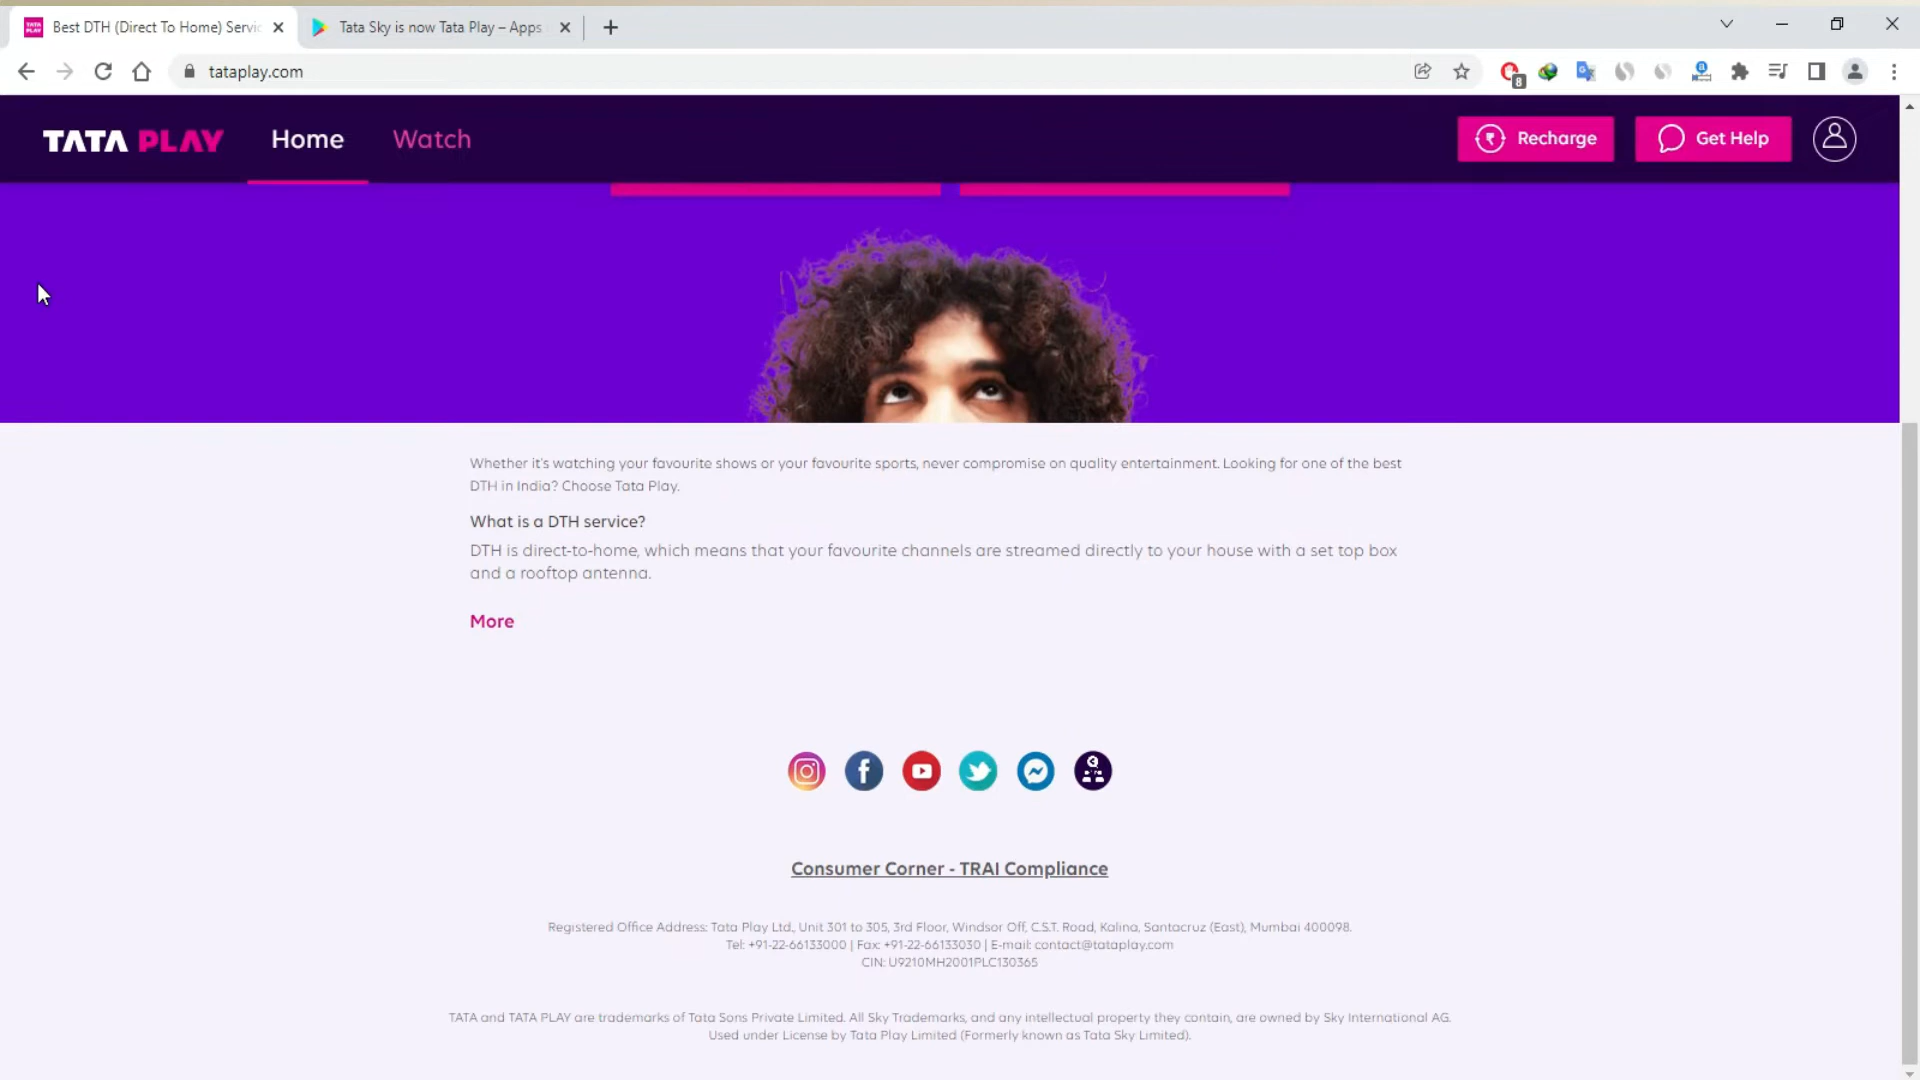 Best DTH (Direct To Home) Servic
Tata Sky is now Tata Play – Apps
tataplay.com
8
TATA PLAY
Home
Watch
Recharge
Get Help
Whether it's watching your favourite shows or your favourite sports, never compromise on quality entertainment. Looking for one of the best
DTH in India? Choose Tata Play.
What is a DTH service?
DTH is direct-to-home, which means that your favourite channels are streamed directly to your house with a set top box
and a rooftop antenna.
More
Consumer Corner - TRAI Compliance
Registered Office Address: Tata Play Ltd., Unit 301 to 305, 3rd Floor, Windsor Off, C.S.T. Road, Kalina, Santacruz (East), Mumbai 400098.
Tel: +91-22-66133000 | Fax: +91-22-66133030 | E-mail: contact@tataplay.com
CIN: U9210MH2001PLC130365
TATA and TATA PLAY are trademarks of Tata Sons Private Limited. All Sky Trademarks, and any intellectual property they contain, are owned by Sky International AG.
Used under License by Tata Play Limited (Formerly known as Tata Sky Limited).